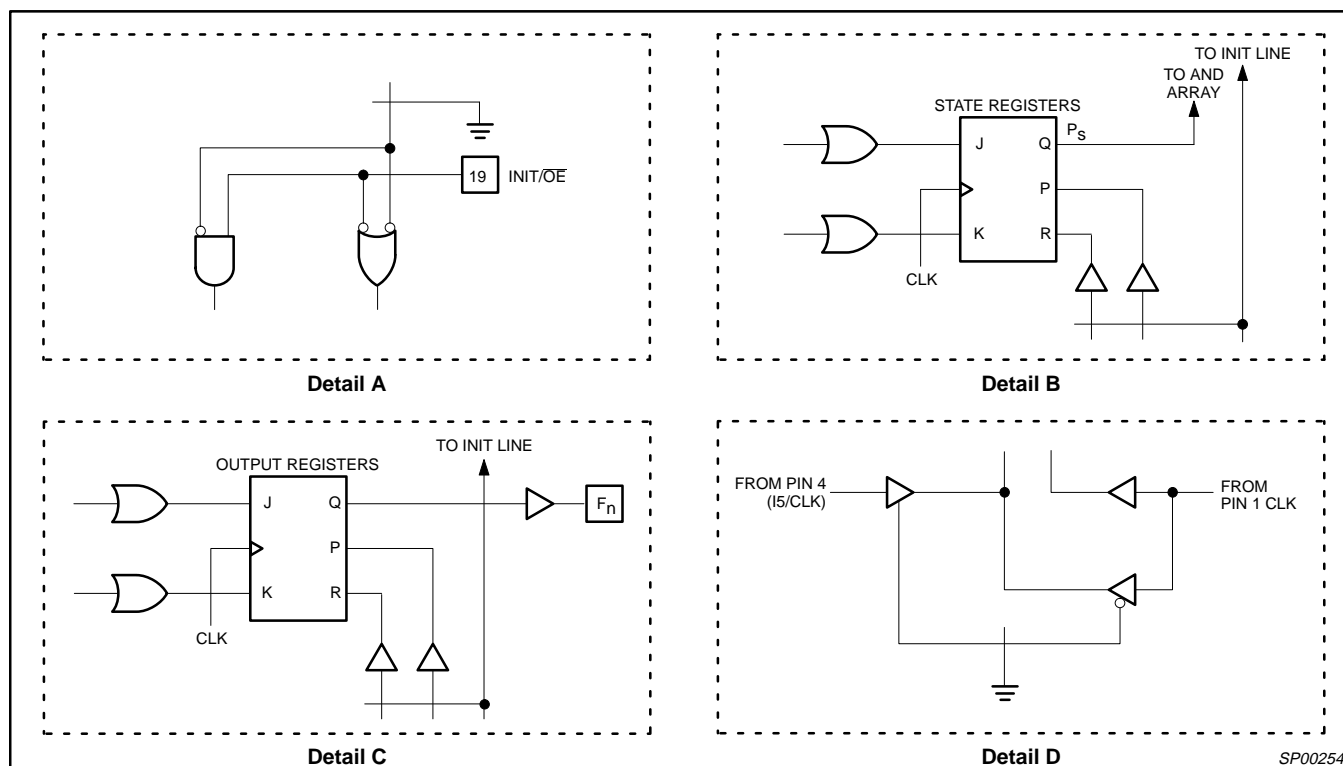 19 INIT/O̅E̅
Detail A
TO INIT LINE
TO AND
ARRAY
STATE REGISTERS
J Q Ps
P
K R
CLK
Detail B
TO INIT LINE
OUTPUT REGISTERS
J Q Fn
P
K R
CLK
Detail C
FROM PIN 4
(I5/CLK)
FROM
PIN 1 CLK
Detail D
SP00254